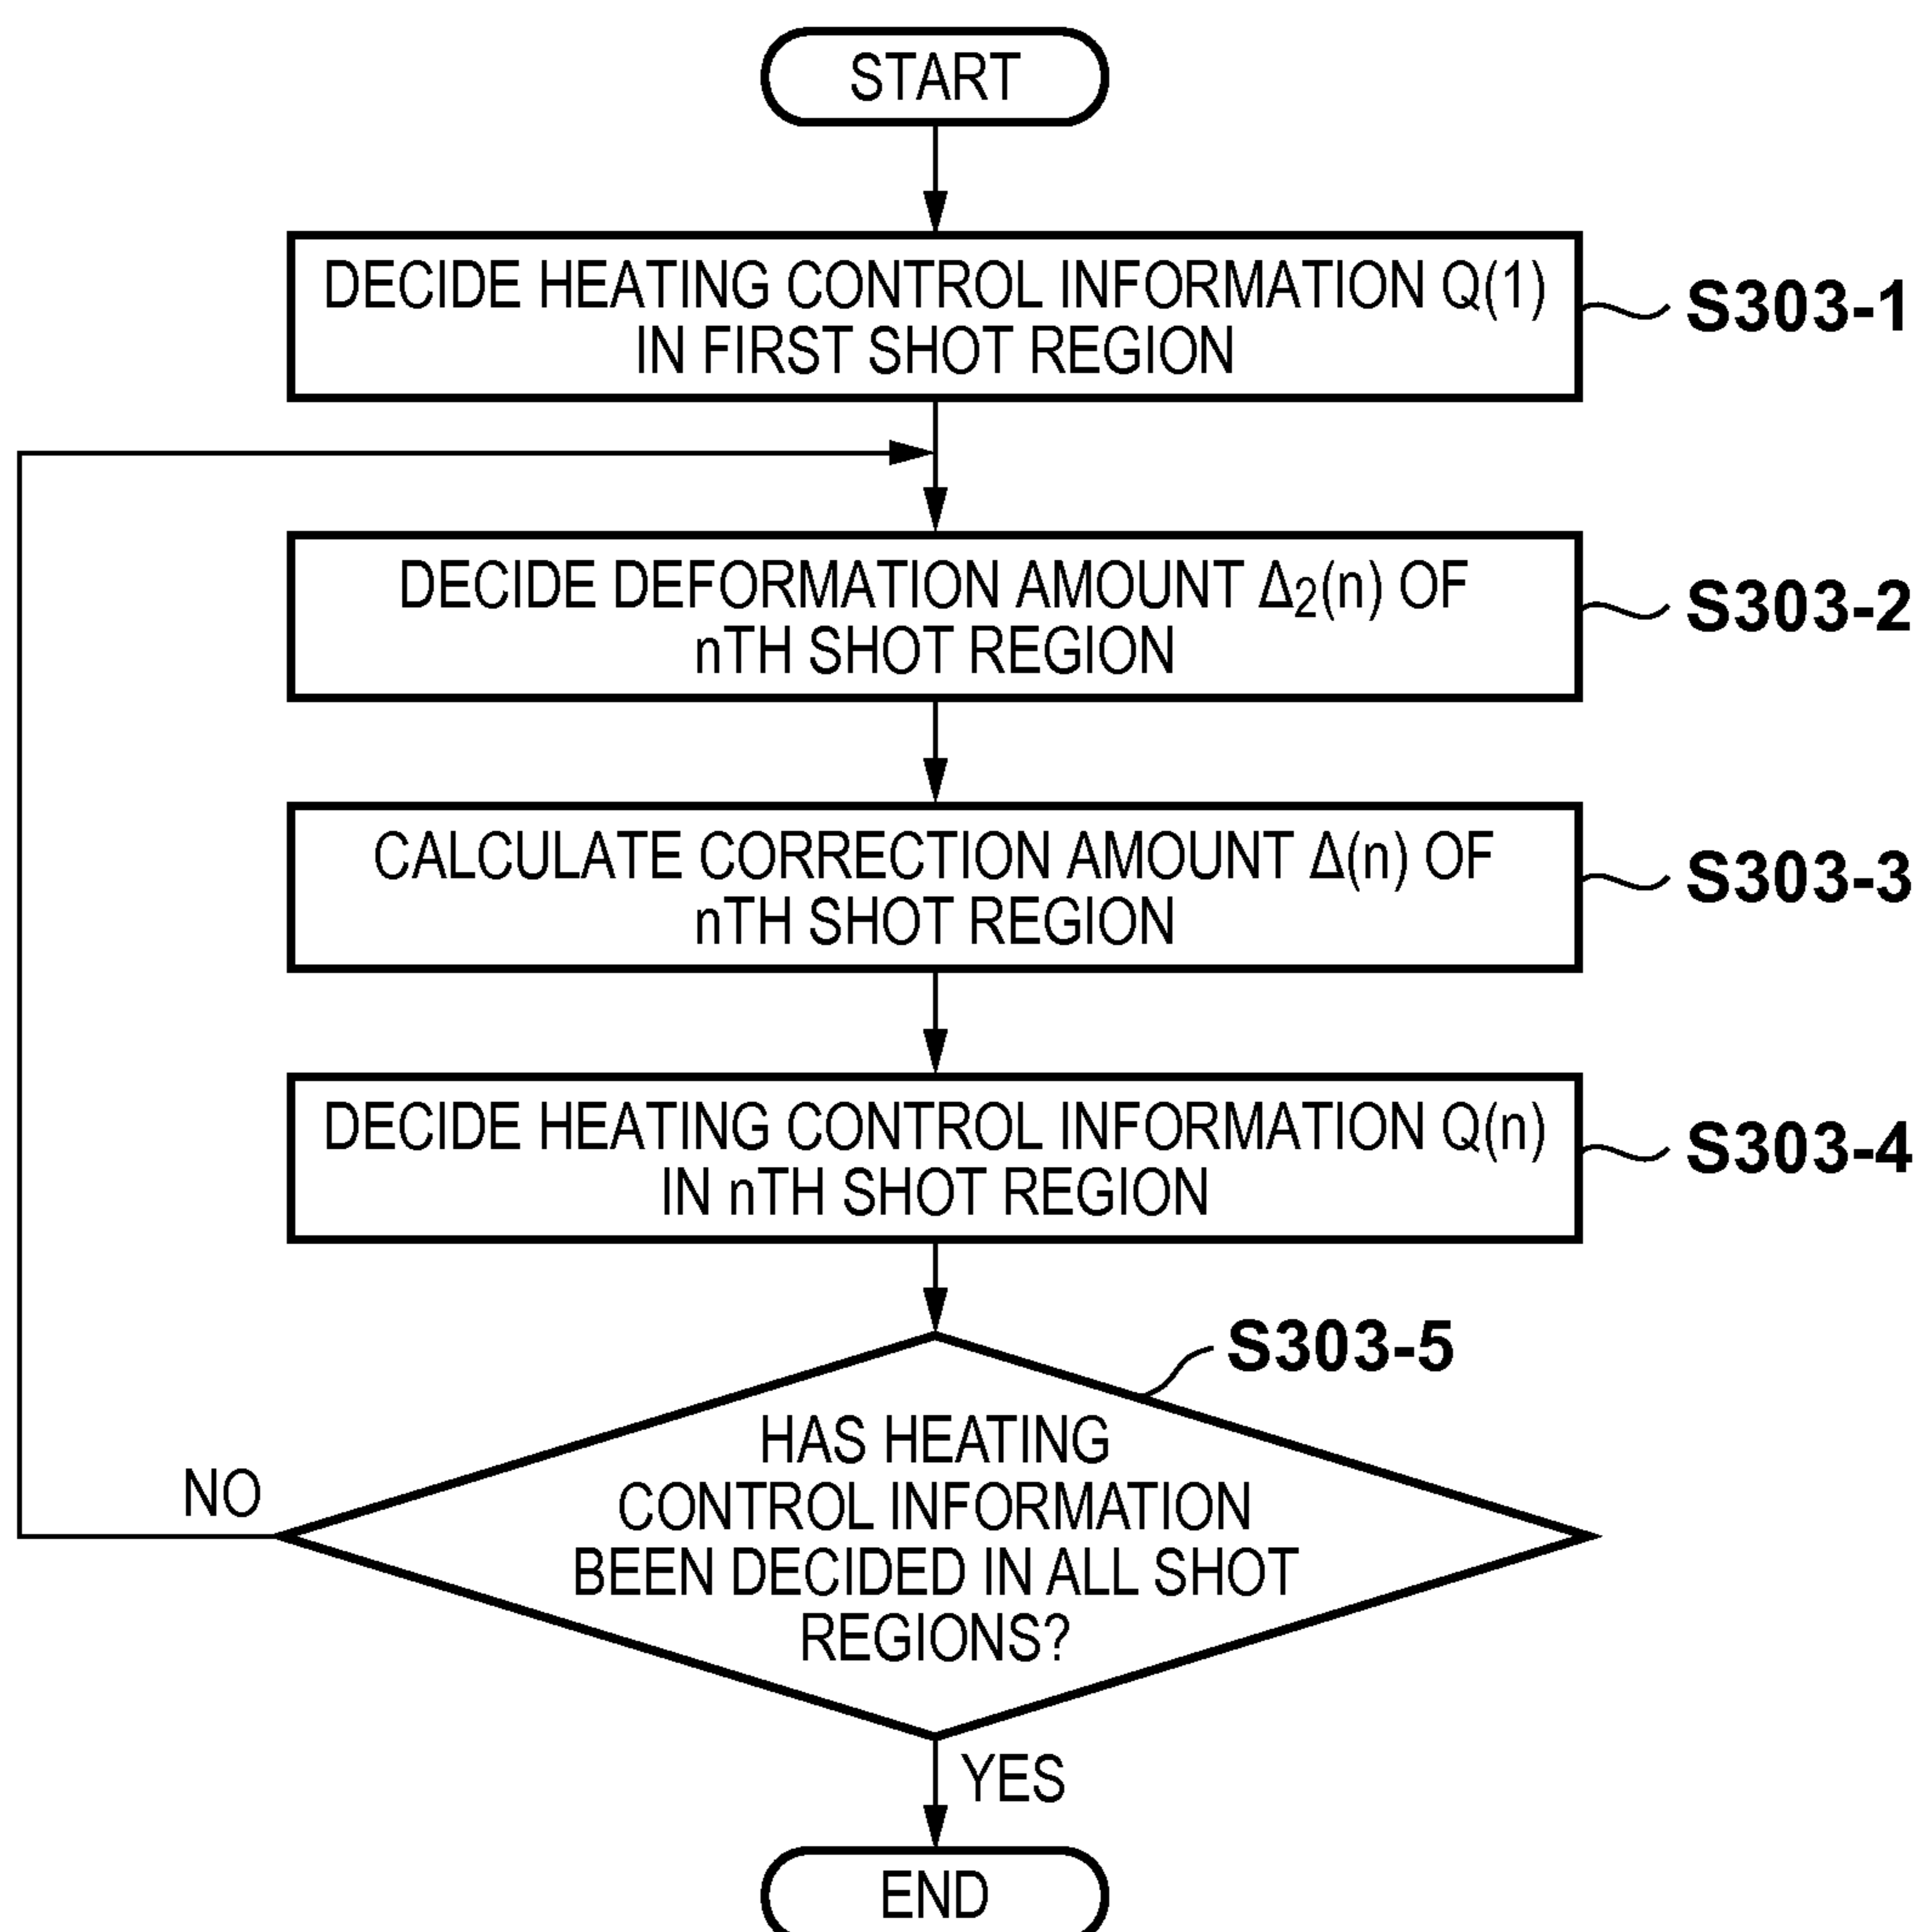 START
DECIDE HEATING CONTROL INFORMATION Q(1)
IN FIRST SHOT REGION
S303-1
DECIDE DEFORMATION AMOUNT Δ₂(n) OF
nTH SHOT REGION
S303-2
CALCULATE CORRECTION AMOUNT Δ(n) OF
nTH SHOT REGION
S303-3
DECIDE HEATING CONTROL INFORMATION Q(n)
IN nTH SHOT REGION
S303-4
S303-5
HAS HEATING
CONTROL INFORMATION
BEEN DECIDED IN ALL SHOT
REGIONS?
NO
YES
END